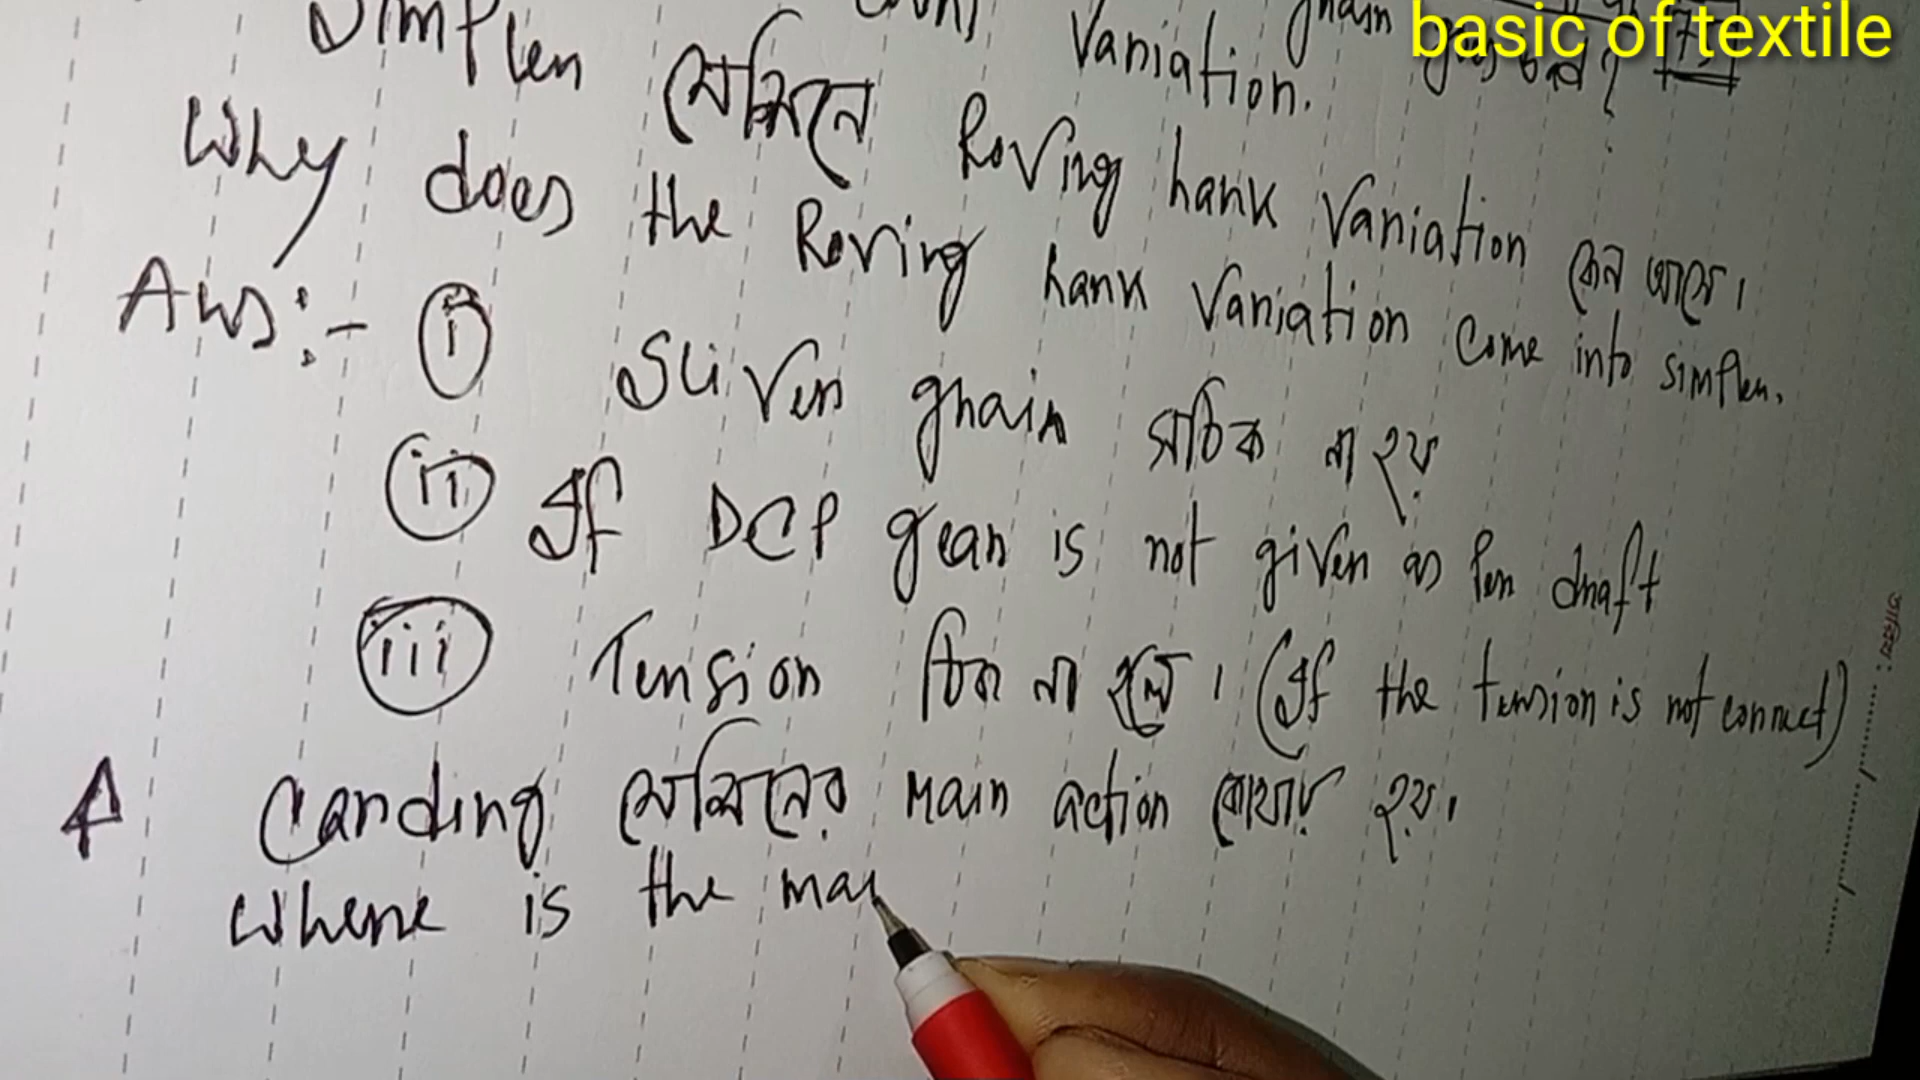 basic of textile
Variation.
Simplex মেশিনে Roving hank Variation কেন আসে।
Why does the Roving hank Variation come into simplex.
Ans:- (i) Sliver grain সঠিক না হয়
(ii) If DCP gear is not given as per draft
(iii) Tension ঠিক না হলে। (If the tension is not correct)
Carding মেশিনের main action কোথায় হয়।
Where is the mai